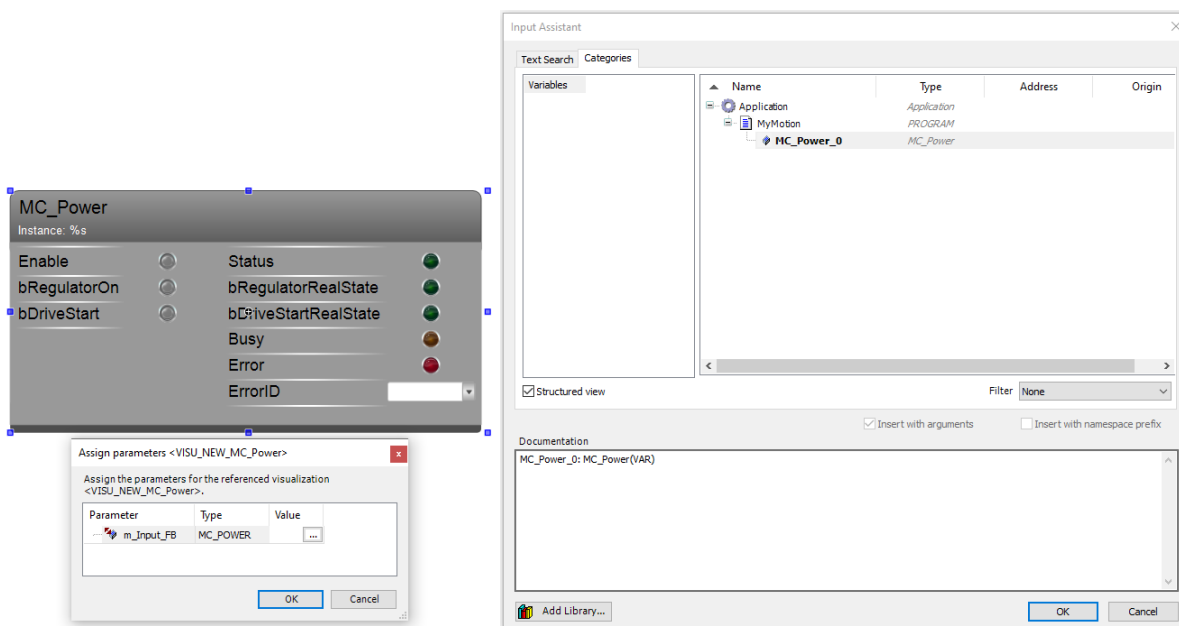 MC_Power
Instance: %s
Enable
Status
bRegulatorOn
bRegulatorRealState
bDriveStart
bDriveStartRealState
Busy
Error
ErrorID
Assign parameters <VISU_NEW_MC_Power>
x
Assign the parameters for the referenced visualization
<VISU_NEW_MC_Power>.
Parameter Type Value
m_Input_FB MC_POWER ...
OK Cancel
Input Assistant
Text Search Categories
Variables
Name Type Address Origin
Application Application
MyMotion PROGRAM
MC_Power_0 MC_Power
Structured view
Filter None
Insert with arguments Insert with namespace prefix
Documentation
MC_Power_0: MC_Power(VAR)
Add Library...
OK Cancel